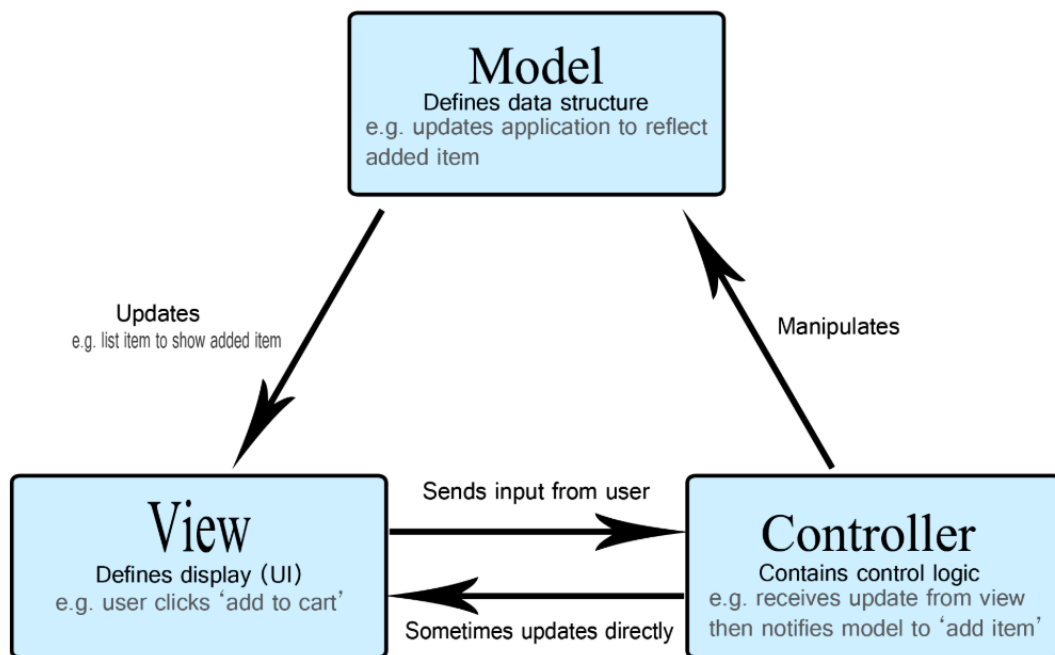 Model
Defines data structure
e.g. updates application to reflect
added item
Updates
e.g. list item to show added item
Manipulates
View
Defines display (UI)
e.g. user clicks ‘add to cart’
Sends input from user
Sometimes updates directly
Controller
Contains control logic
e.g. receives update from view
then notifies model to ‘add item’